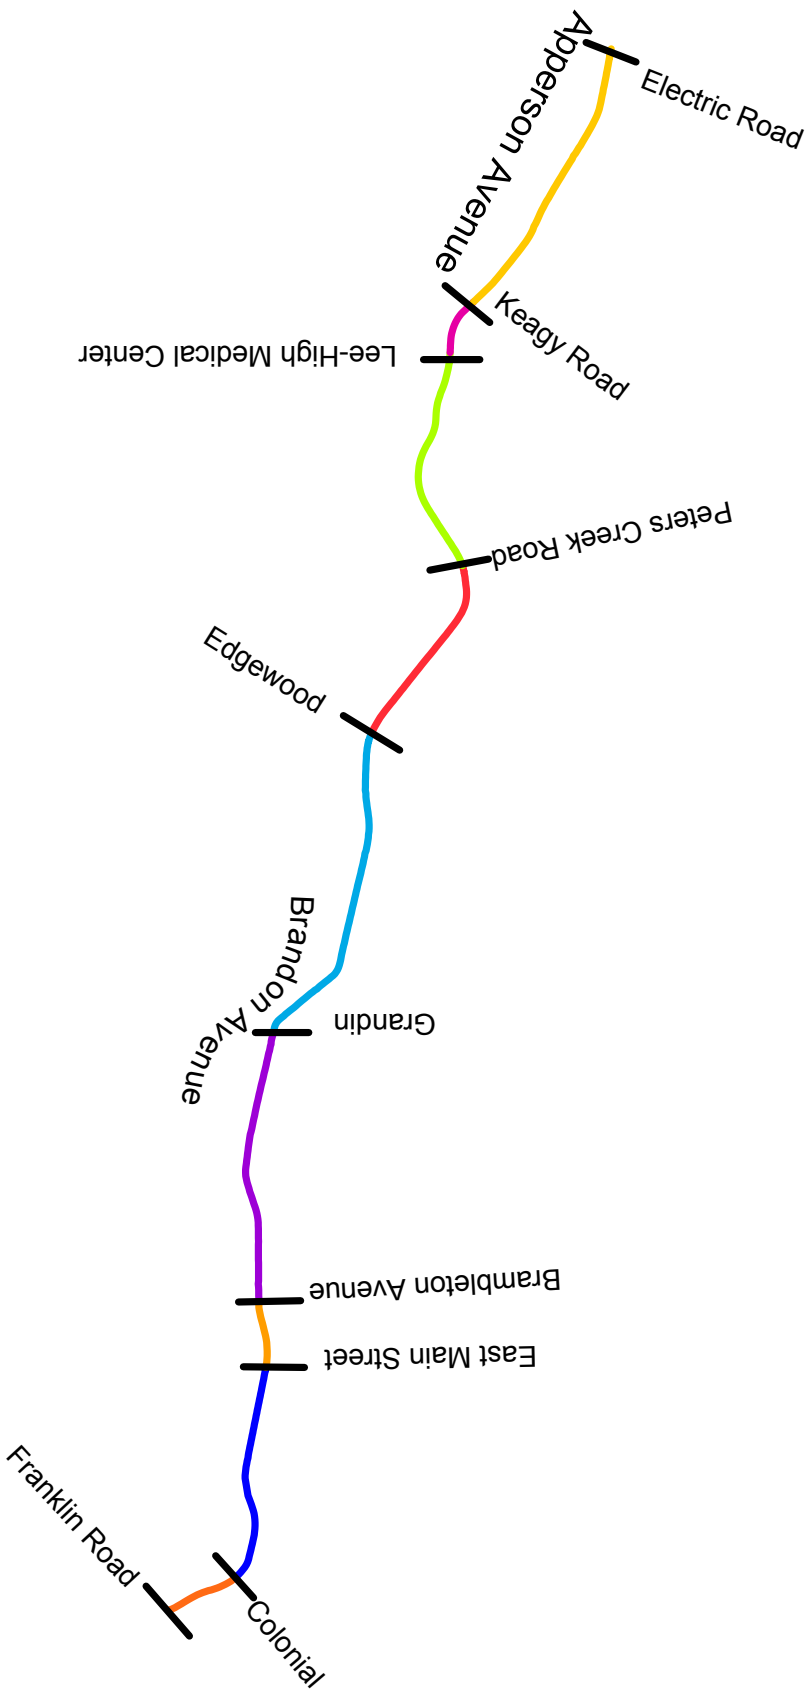 Apperson Avenue
Electric Road
Keagy Road
Lee-High Medical Center
Peters Creek Road
Edgewood
Brandon Avenue
Grandin
Brambleton Avenue
East Main Street
Franklin Road
Colonial